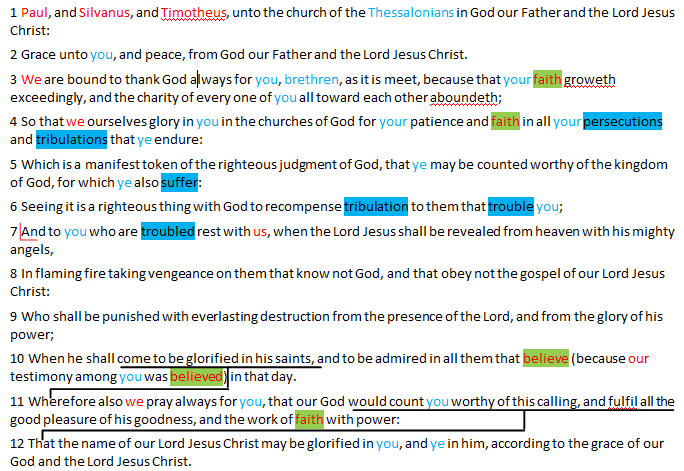 1 Paul, and Silvanus, and Timotheus, unto the church of the Thessalonians in God our Father and the Lord Jesus
Christ:
2 Grace unto you, and peace, from God our Father and the Lord Jesus Christ.
3 We are bound to thank God always for you, brethren, as it is meet, because that your faith groweth
exceedingly, and the charity of every one of you all toward each other aboundeth;
4 So that we ourselves glory in you in the churches of God for your patience and faith in all your persecutions
and tribulations that ye endure:
5 Which is a manifest token of the righteous judgment of God, that ye may be counted worthy of the kingdom
of God, for which ye also suffer:
6 Seeing it is a righteous thing with God to recompense tribulation to them that trouble you;
7 And to you who are troubled rest with us, when the Lord Jesus shall be revealed from heaven with his mighty
angels,
8 In flaming fire taking vengeance on them that know not God, and that obey not the gospel of our Lord Jesus
Christ:
9 Who shall be punished with everlasting destruction from the presence of the Lord, and from the glory of his
power;
10 When he shall come to be glorified in his saints, and to be admired in all them that believe (because our
testimony among you was believed) in that day.
11 Wherefore also we pray always for you, that our God would count you worthy of this calling, and fulfil all the
good pleasure of his goodness, and the work of faith with power:
12 That the name of our Lord Jesus Christ may be glorified in you, and ye in him, according to the grace of our
God and the Lord Jesus Christ.